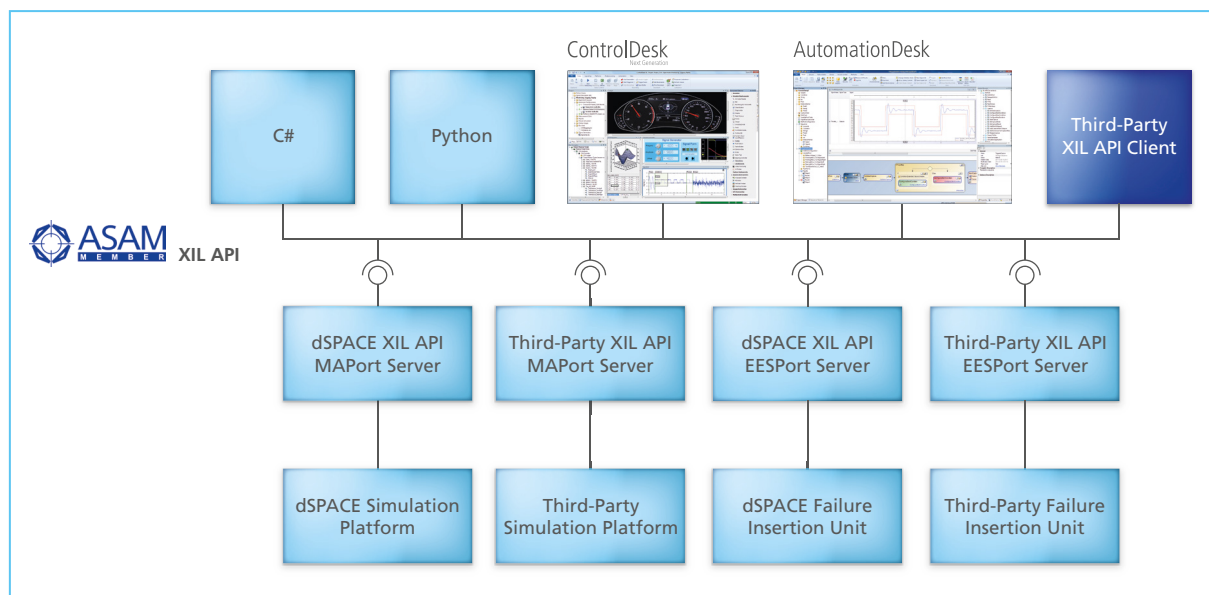 ControlDesk
Next Generation
AutomationDesk
C#
Python
Third-Party
XIL API Client
ASAM
MEMBER
XIL API
dSPACE XIL API
MAPort Server
Third-Party XIL API
MAPort Server
dSPACE XIL API
EESPort Server
Third-Party XIL API
EESPort Server
dSPACE Simulation
Platform
Third-Party
Simulation Platform
dSPACE Failure
Insertion Unit
Third-Party Failure
Insertion Unit